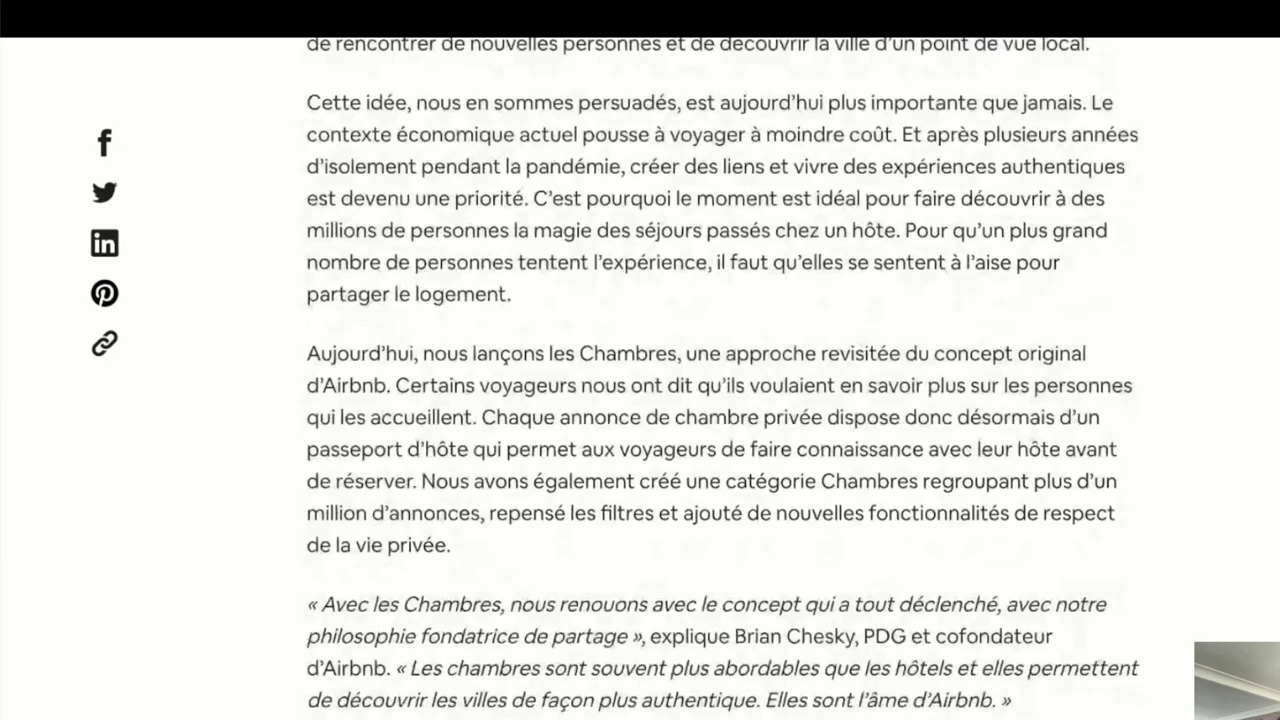 de rencontrer de nouvelles personnes et de découvrir la ville d’un point de vue local.
Cette idée, nous en sommes persuadés, est aujourd’hui plus importante que jamais. Le
contexte économique actuel pousse à voyager à moindre coût. Et après plusieurs années
d’isolement pendant la pandémie, créer des liens et vivre des expériences authentiques
est devenu une priorité. C’est pourquoi le moment est idéal pour faire découvrir à des
millions de personnes la magie des séjours passés chez un hôte. Pour qu’un plus grand
nombre de personnes tentent l’expérience, il faut qu’elles se sentent à l’aise pour
partager le logement.
Aujourd’hui, nous lançons les Chambres, une approche revisitée du concept original
d’Airbnb. Certains voyageurs nous ont dit qu’ils voulaient en savoir plus sur les personnes
qui les accueillent. Chaque annonce de chambre privée dispose donc désormais d’un
passeport d’hôte qui permet aux voyageurs de faire connaissance avec leur hôte avant
de réserver. Nous avons également créé une catégorie Chambres regroupant plus d’un
million d’annonces, repensé les filtres et ajouté de nouvelles fonctionnalités de respect
de la vie privée.
« Avec les Chambres, nous renouons avec le concept qui a tout déclenché, avec notre
philosophie fondatrice de partage », explique Brian Chesky, PDG et cofondateur
d’Airbnb. « Les chambres sont souvent plus abordables que les hôtels et elles permettent
de découvrir les villes de façon plus authentique. Elles sont l’âme d’Airbnb. »